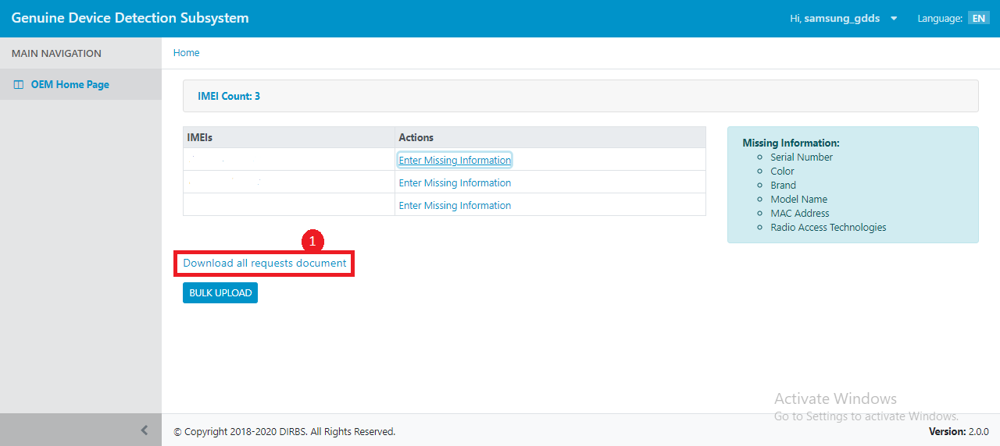 Genuine Device Detection Subsystem
Hi, samsung_gdds
Language: EN
MAIN NAVIGATION
Home
OEM Home Page
IMEI Count: 3
IMEIs Actions
Enter Missing Information
Enter Missing Information
Enter Missing Information
Missing Information:
Serial Number
Color
Brand
Model Name
MAC Address
Radio Access Technologies
1
Download all requests document
BULK UPLOAD
Activate Windows
Go to Settings to activate Windows.
© Copyright 2018-2020 DIRBS. All Rights Reserved.
Version: 2.0.0